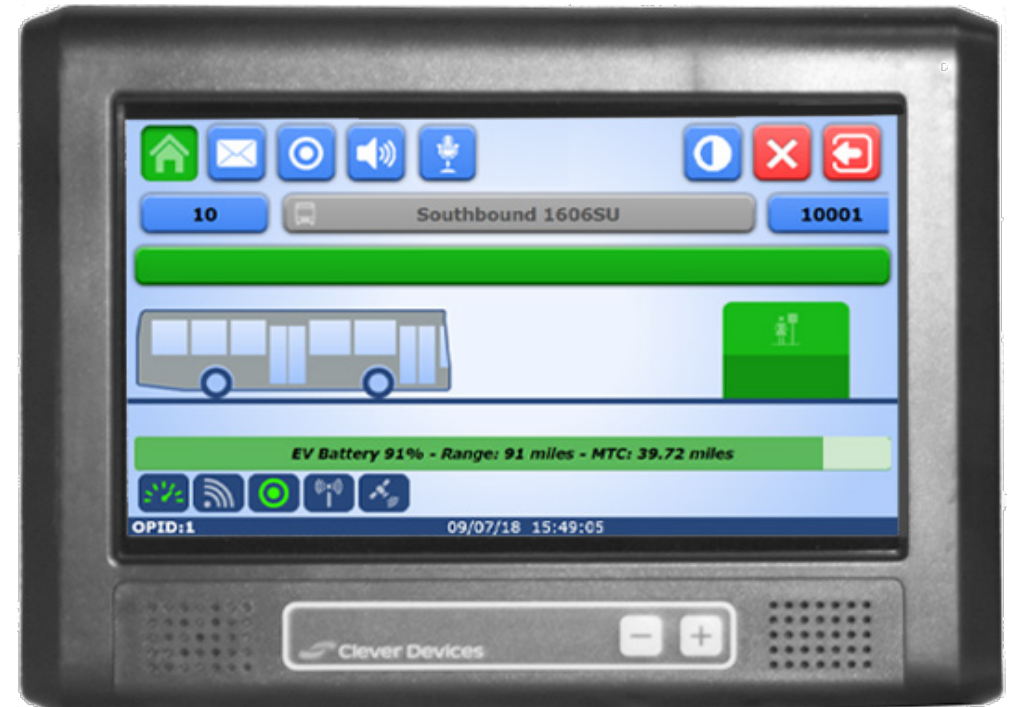 10
Southbound 1606SU
10001
EV Battery 91% - Range: 91 miles - MTC: 39.72 miles
OPID:1
09/07/18 15:49:05
Clever Devices